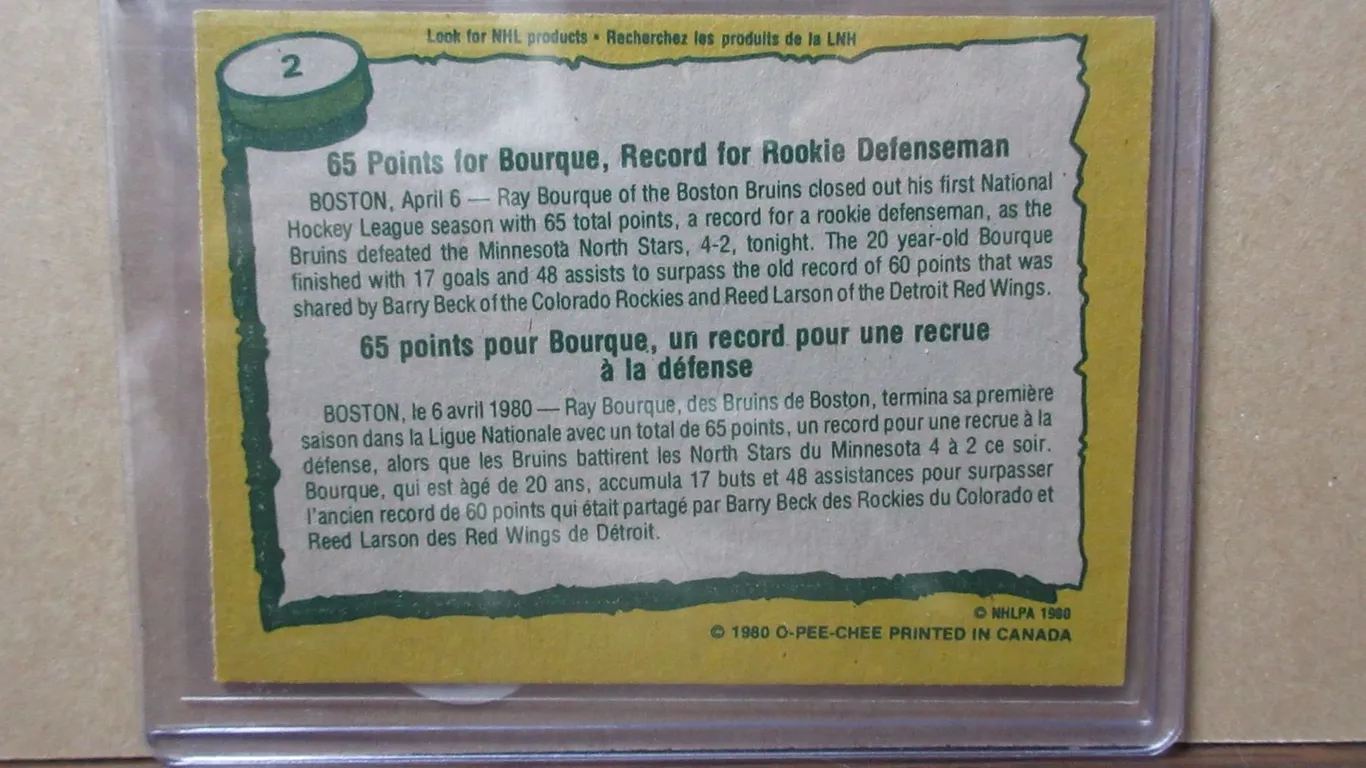 Look for NHL products • Recherchez les produits de la LNH
2
65 Points for Bourque, Record for Rookie Defenseman
BOSTON, April 6 — Ray Bourque of the Boston Bruins closed out his first National
Hockey League season with 65 total points, a record for a rookie defenseman, as the
Bruins defeated the Minnesota North Stars, 4-2, tonight. The 20 year-old Bourque
finished with 17 goals and 48 assists to surpass the old record of 60 points that was
shared by Barry Beck of the Colorado Rockies and Reed Larson of the Detroit Red Wings.
65 points pour Bourque, un record pour une recrue
à la défense
BOSTON, le 6 avril 1980 — Ray Bourque, des Bruins de Boston, termina sa première
saison dans la Ligue Nationale avec un total de 65 points, un record pour une recrue à la
défense, alors que les Bruins battirent les North Stars du Minnesota 4 à 2 ce soir.
Bourque, qui est àgé de 20 ans, accumula 17 buts et 48 assistances pour surpasser
l'ancien record de 60 points qui était partagé par Barry Beck des Rockies du Colorado et
Reed Larson des Red Wings de Détroit.
© NHLPA 1980
© 1980 O-PEE-CHEE PRINTED IN CANADA